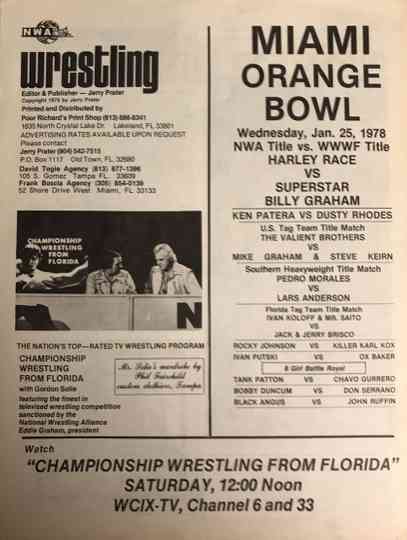 NWA
wrestling
Editor & Publisher — Jerry Prater
Copyright 1978 by Jerry Prater
Printed and Distributed by
Poor Richard's Print Shop (813) 686-8341
1635 North Crystal Lake Dr. Lakeland, FL 33801
ADVERTISING RATES AVAILABLE UPON REQUEST
Please contact
Jerry Prater (904) 542-7515
P.O. Box 1117 Old Town, FL 32680
David Togie Agency (813) 877-1396
105 S. Gomez Tampa FL. 33609
Frank Boscia Agency (305) 854-0136
52 Shore Drive West Miami, FL 33133
CHAMPIONSHIP
WRESTLING
FROM
FLORIDA
N
THE NATION'S TOP—RATED TV WRESTLING PROGRAM
CHAMPIONSHIP
WRESTLING
FROM FLORIDA
with Gordon Solie
featuring the finest in
televised wrestling competition
sanctioned by the
National Wrestling Alliance
Eddie Graham, president
Mr. Solie's wardrobe by
Phil Fairchild
custom clothiers, Tampa
MIAMI
ORANGE
BOWL
Wednesday, Jan. 25, 1978
NWA Title vs. WWWF Title
HARLEY RACE
VS
SUPERSTAR
BILLY GRAHAM
KEN PATERA VS DUSTY RHODES
U.S. Tag Team Title Match
THE VALIENT BROTHERS
VS
MIKE GRAHAM & STEVE KEIRN
Southern Heavyweight Title Match
PEDRO MORALES
VS
LARS ANDERSON
Florida Tag Team Title Match
IVAN KOLOFF & MR. SAITO
VS
JACK & JERRY BRISCO
ROCKY JOHNSON VS KILLER KARL KOX
IVAN PUTSKI VS OX BAKER
8 Girl Battle Royal
TANK PATTON VS CHAVO GURRERO
BOBBY DUNCUM VS DON SERRANO
BLACK ANGUS VS JOHN RUFFIN
Watch
"CHAMPIONSHIP WRESTLING FROM FLORIDA"
SATURDAY, 12:00 Noon
WCIX-TV, Channel 6 and 33